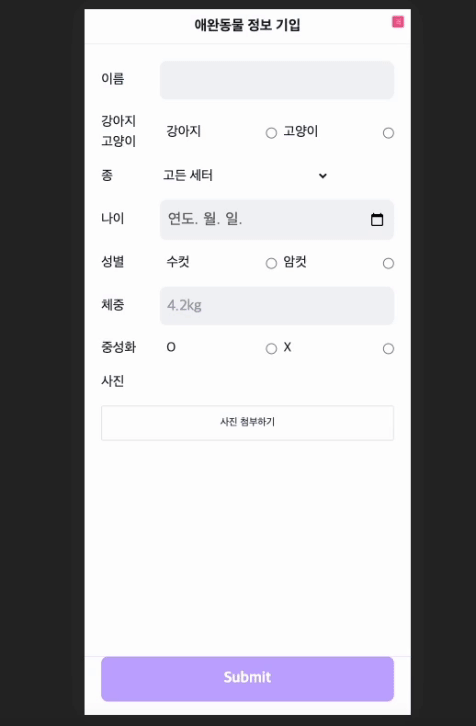 애완동물 정보 기입
이름
강아지
고양이
강아지 고양이
종 고든 세터
나이 연도. 월. 일.
성별 수컷 암컷
체중 4.2kg
중성화 O X
사진
사진 첨부하기
Submit